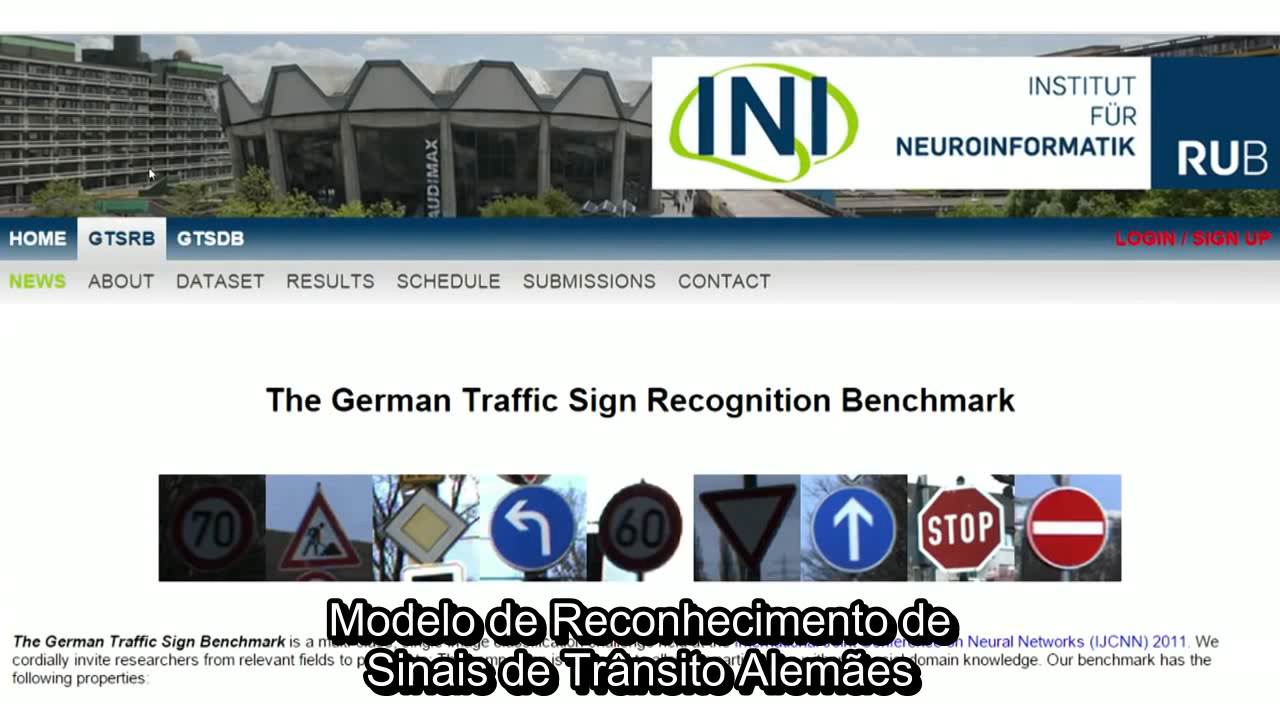 AUDIMAX
INI
INSTITUT
FÜR
NEUROINFORMATIK
RUB
HOME GTSRB GTSDB LOGIN / SIGN UP
NEWS ABOUT DATASET RESULTS SCHEDULE SUBMISSIONS CONTACT
The German Traffic Sign Recognition Benchmark
70 60 STOP
The German Traffic Sign Benchmark is a on Neural Networks (IJCNN) 2011. We
cordially invite researchers from relevant fields to domain knowledge. Our benchmark has the
following properties:
Modelo de Reconhecimento de
Sinais de Trânsito Alemães